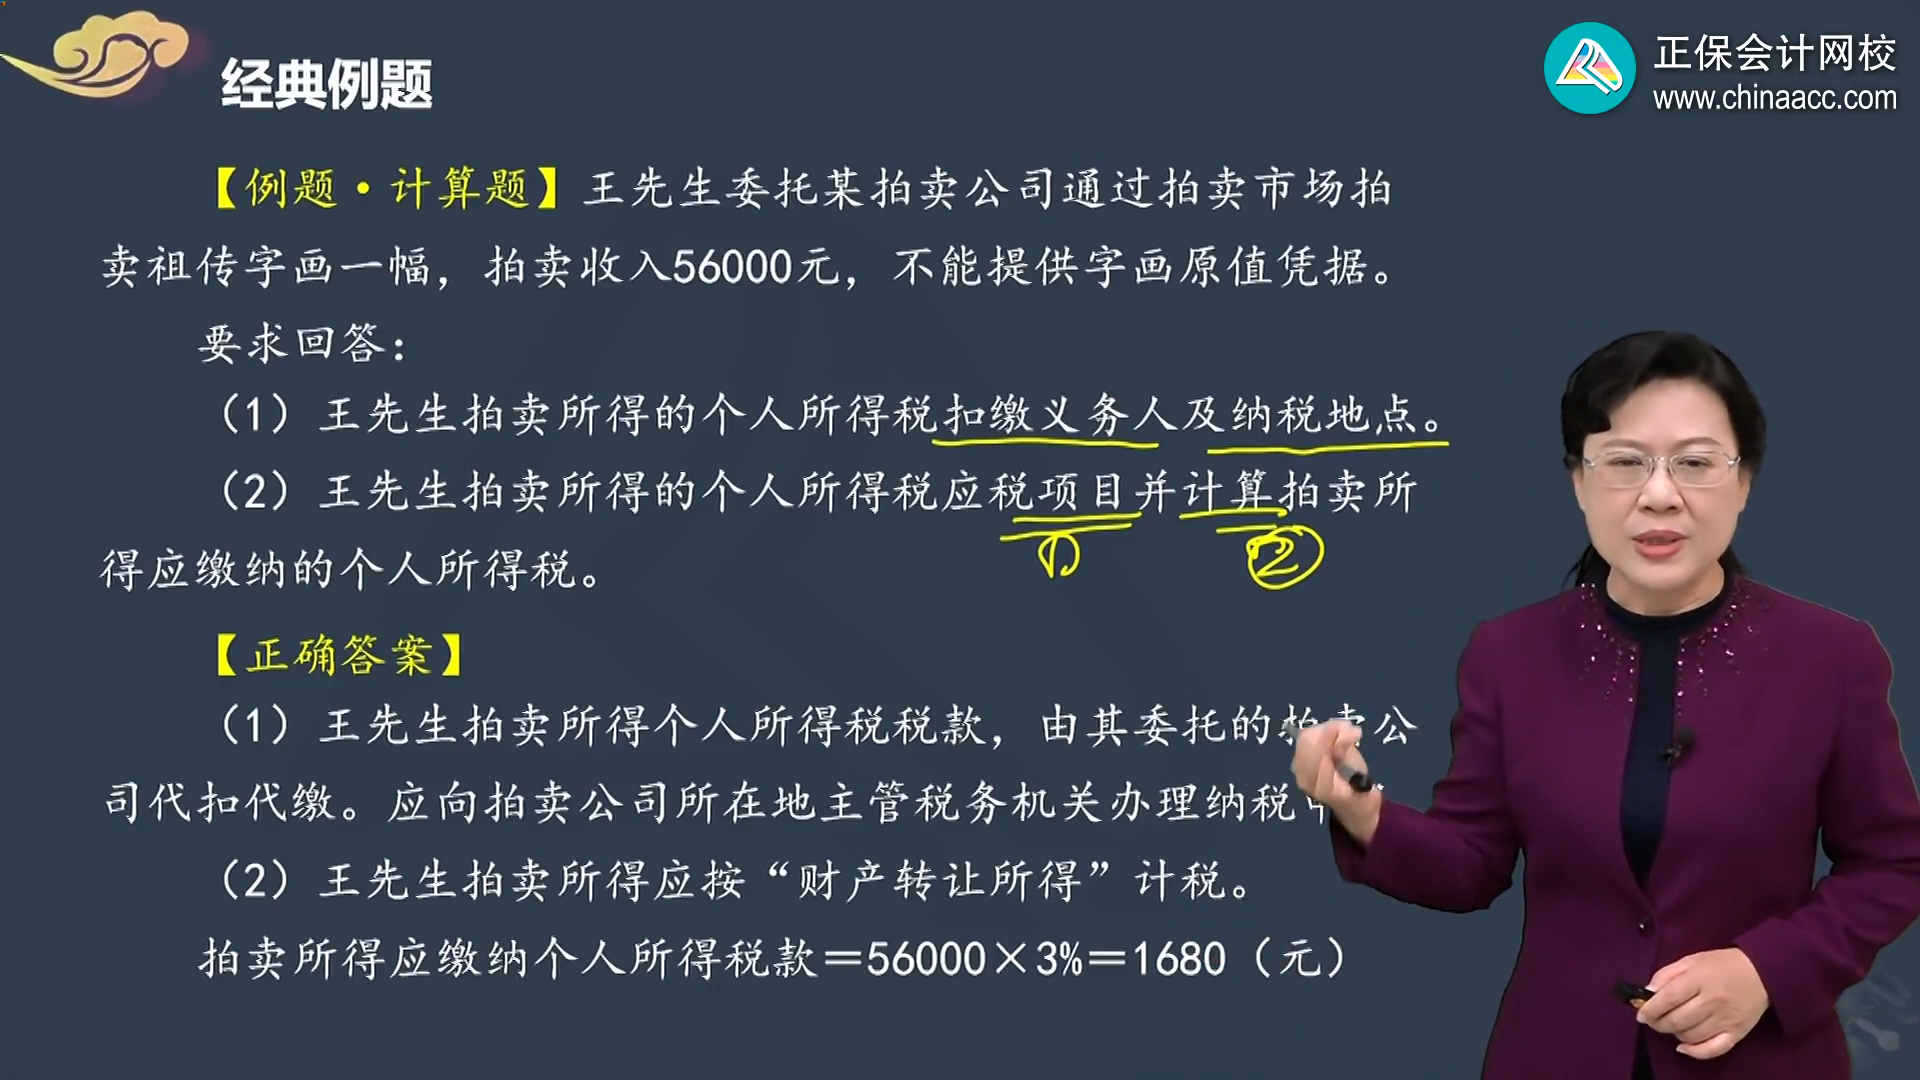 经典例题
正保会计网校
www.chinaacc.com
【例题·计算题】王先生委托某拍卖公司通过拍卖市场拍
卖祖传字画一幅，拍卖收入56000元，不能提供字画原值凭据。
要求回答：
（1）王先生拍卖所得的个人所得税扣缴义务人及纳税地点。
（2）王先生拍卖所得的个人所得税应税项目并计算拍卖所
① ②
得应缴纳的个人所得税。
【正确答案】
（1）王先生拍卖所得个人所得税税款，由其委托的拍卖公
司代扣代缴。应向拍卖公司所在地主管税务机关办理纳税
（2）王先生拍卖所得应按“财产转让所得”计税。
拍卖所得应缴纳个人所得税款＝56000×3%＝1680（元）